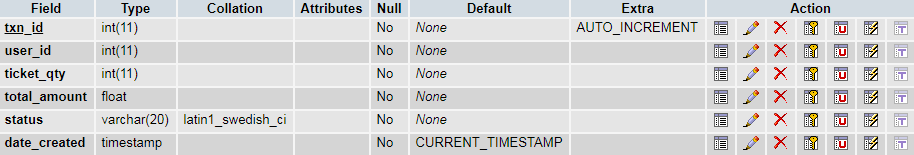 Field Type Collation Attributes Null Default Extra Action
txn_id int(11) No None AUTO_INCREMENT
user_id int(11) No None
ticket_qty int(11) No None
total_amount float No None
status varchar(20) latin1_swedish_ci No None
date_created timestamp No CURRENT_TIMESTAMP